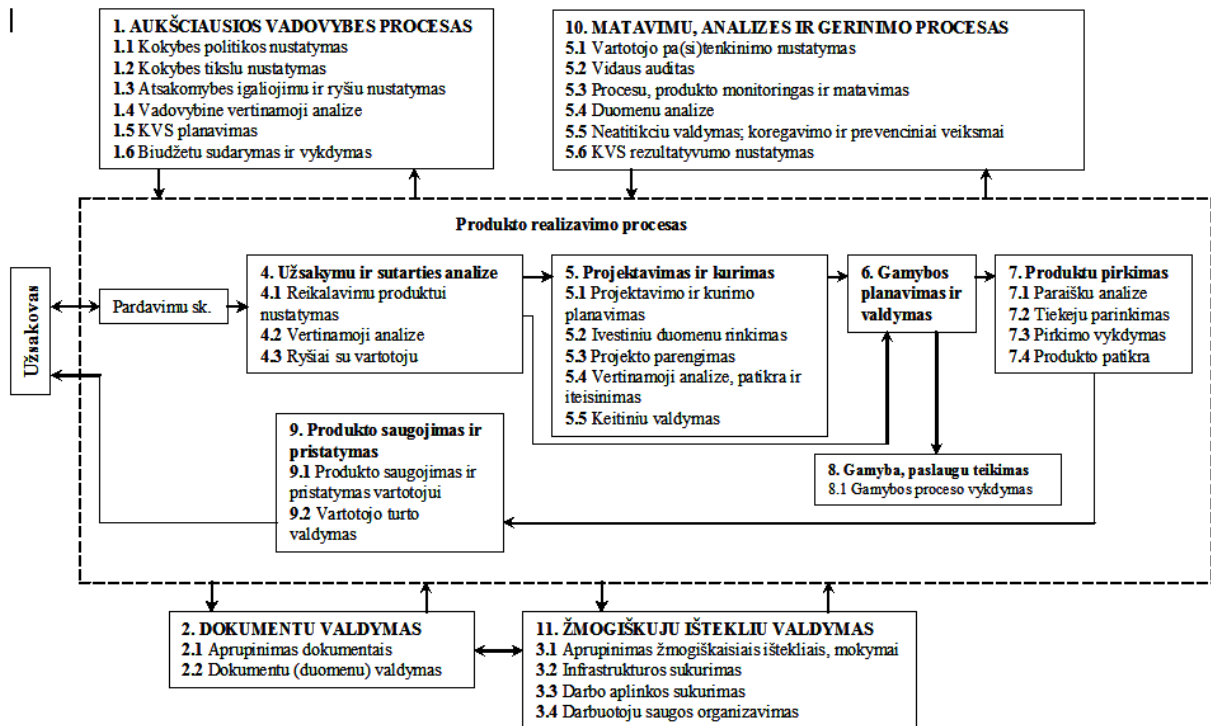 1. AUKŠCIAUSIOS VADOVYBES PROCESAS
1.1 Kokybes politikos nustatymas
1.2 Kokybes tikslu nustatymas
1.3 Atsakomybes igaliojimu ir ryšiu nustatymas
1.4 Vadovybine vertinamoji analize
1.5 KVS planavimas
1.6 Biudžetu sudarymas ir vykdymas
10. MATAVIMU, ANALIZES IR GERINIMO PROCESAS
5.1 Vartotojo pa(si)tenkinimo nustatymas
5.2 Vidaus auditas
5.3 Procesu, produkto monitoringas ir matavimas
5.4 Duomenu analize
5.5 Neatitikciu valdymas; koregavimo ir prevenciniai veiksmai
5.6 KVS rezultatyvumo nustatymas
Produkto realizavimo procesas
Užsakovas
Pardavimu sk.
4. Užsakymu ir sutarties analize
4.1 Reikalavimu produktui
nustatymas
4.2 Vertinamoji analize
4.3 Ryšiai su vartotoju
5. Projektavimas ir kurimas
5.1 Projektavimo ir kurimo
planavimas
5.2 Ivestiniu duomenu rinkimas
5.3 Projekto parengimas
5.4 Vertinamoji analize, patikra ir
iteisinimas
5.5 Keitiniu valdymas
6. Gamybos
planavimas ir
valdymas
7. Produktu pirkimas
7.1 Paraišku analize
7.2 Tiekeju parinkimas
7.3 Pirkimo vykdymas
7.4 Produkto patikra
9. Produkto saugojimas ir
pristatymas
9.1 Produkto saugojimas ir
pristatymas vartotojui
9.2 Vartotojo turto
valdymas
8. Gamyba, paslaugu teikimas
8.1 Gamybos proceso vykdymas
2. DOKUMENTU VALDYMAS
2.1 Aprupinimas dokumentais
2.2 Dokumentu (duomenu) valdymas
11. ŽMOGIŠKUJU IŠTEKLIU VALDYMAS
3.1 Aprupinimas žmogiškaisiais ištekliais, mokymai
3.2 Infrastrukturos sukurimas
3.3 Darbo aplinkos sukurimas
3.4 Darbuotoju saugos organizavimas